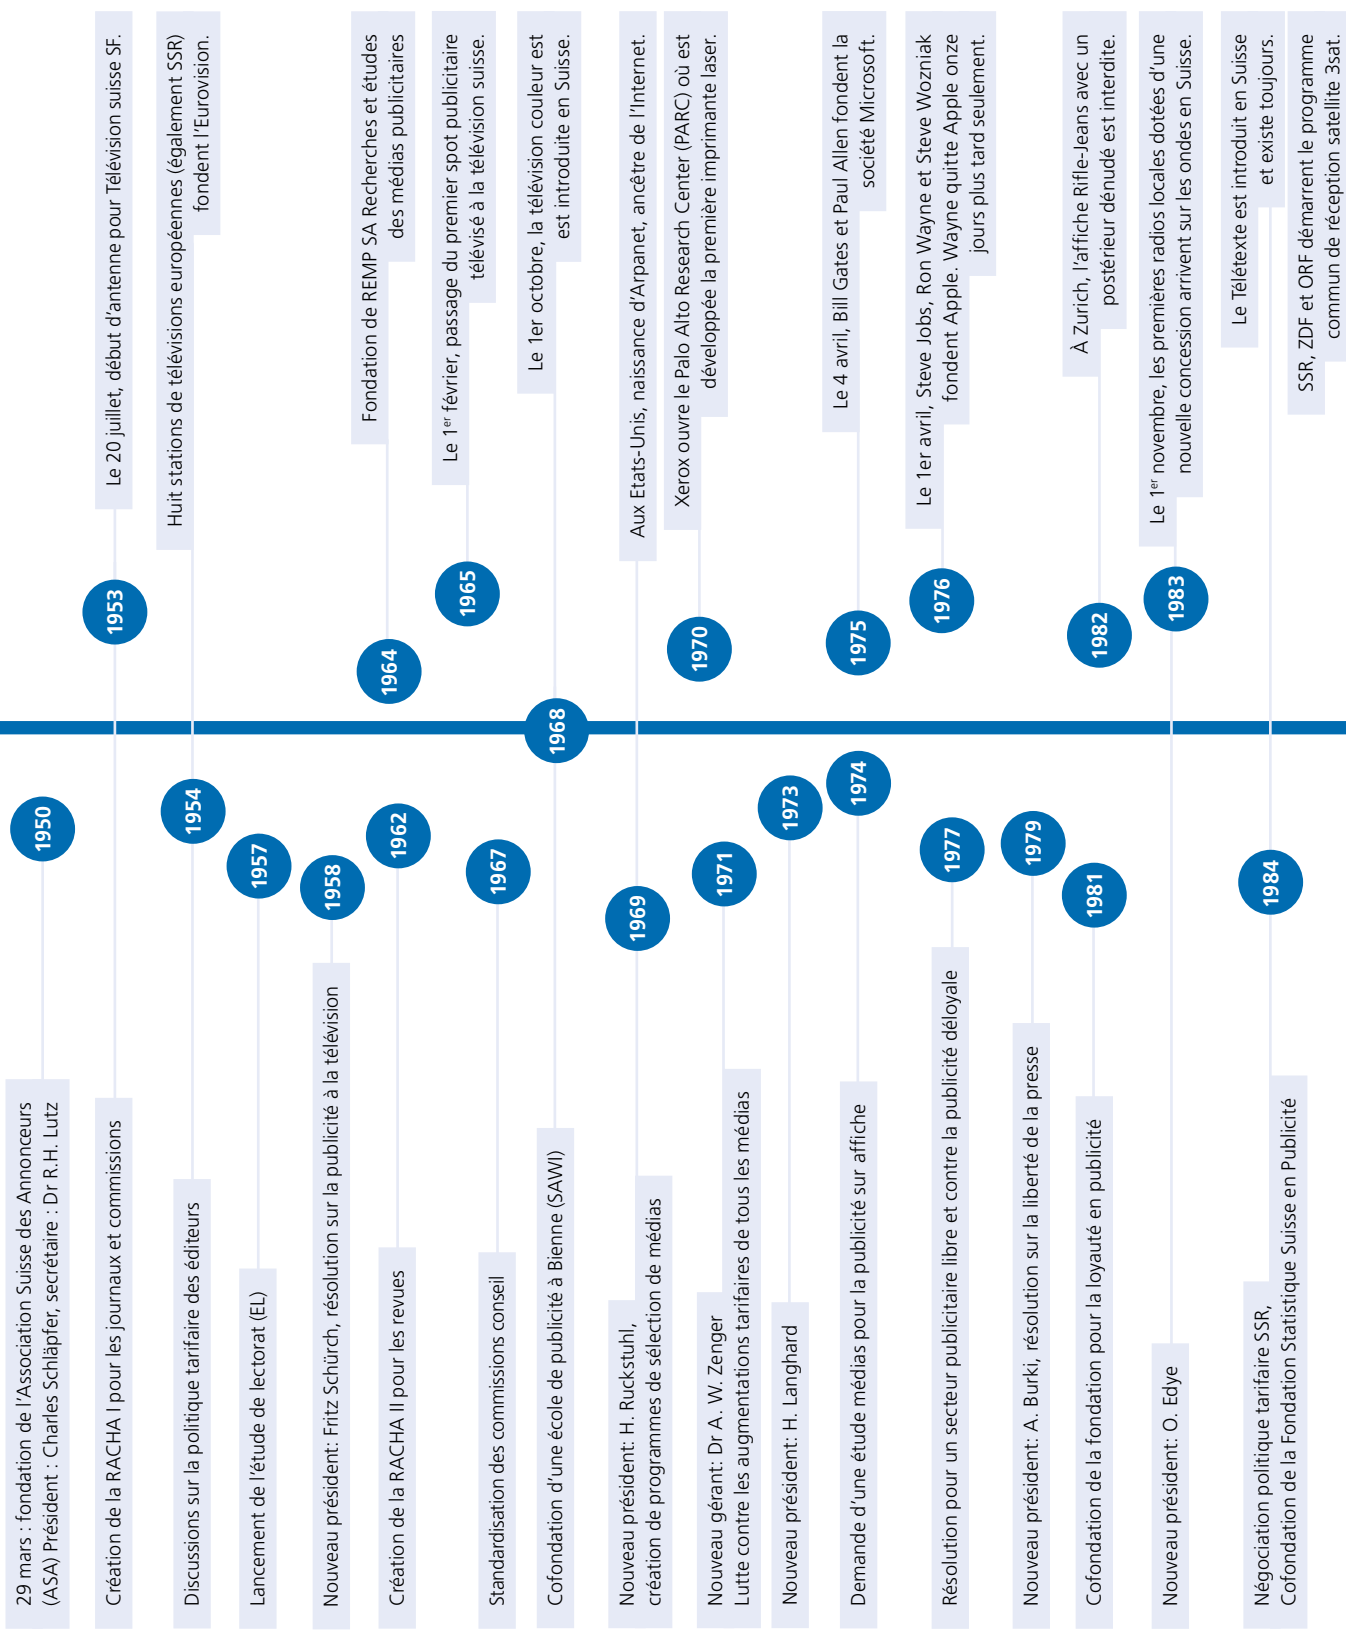 29 mars : fondation de l'Association Suisse des Annonceurs
(ASA) Président : Charles Schläpfer, secrétaire : Dr R.H. Lutz
1950
Création de la RACHA I pour les journaux et commissions
1953
Le 20 juillet, début d'antenne pour Télévision suisse SF.
Discussions sur la politique tarifaire des éditeurs
1954
Huit stations de télévisions européennes (également SSR)
fondent l'Eurovision.
Lancement de l'étude de lectorat (EL)
1957
Nouveau président: Fritz Schürch, résolution sur la publicité à la télévision
1958
Création de la RACHA II pour les revues
1962
1964
Fondation de REMP SA Recherches et études
des médias publicitaires
1965
Le 1er février, passage du premier spot publicitaire
télévisé à la télévision suisse.
Standardisation des commissions conseil
1967
Cofondation d'une école de publicité à Bienne (SAWI)
1968
Le 1er octobre, la télévision couleur est
est introduite en Suisse.
Nouveau président: H. Ruckstuhl,
création de programmes de sélection de médias
1969
Aux Etats-Unis, naissance d'Arpanet, ancêtre de l'Internet.
1970
Xerox ouvre le Palo Alto Research Center (PARC) où est
développée la première imprimante laser.
Nouveau gérant: Dr A. W. Zenger
Lutte contre les augmentations tarifaires de tous les médias
1971
Nouveau président: H. Langhard
1973
Demande d'une étude médias pour la publicité sur affiche
1974
1975
Le 4 avril, Bill Gates et Paul Allen fondent la
société Microsoft.
1976
Le 1er avril, Steve Jobs, Ron Wayne et Steve Wozniak
fondent Apple. Wayne quitte Apple onze
jours plus tard seulement.
Résolution pour un secteur publicitaire libre et contre la publicité déloyale
1977
Nouveau président: A. Burki, résolution sur la liberté de la presse
1979
Cofondation de la fondation pour la loyauté en publicité
1981
1982
À Zurich, l'affiche Rifle-Jeans avec un
postérieur dénudé est interdite.
Nouveau président: O. Edye
1983
Le 1er novembre, les premières radios locales dotées d'une
nouvelle concession arrivent sur les ondes en Suisse.
Négociation politique tarifaire SSR,
Cofondation de la Fondation Statistique Suisse en Publicité
1984
Le Télétexte est introduit en Suisse
et existe toujours.
SSR, ZDF et ORF démarrent le programme
commun de réception satellite 3sat.